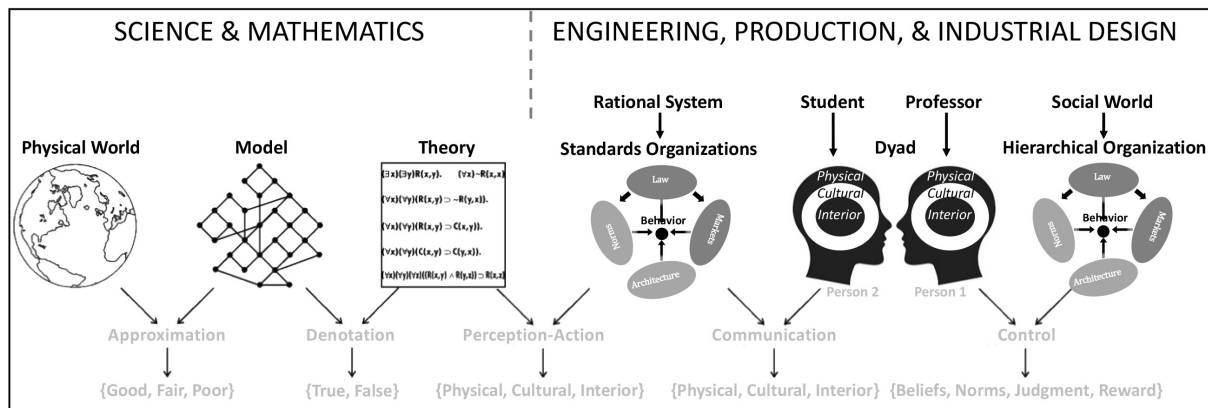 SCIENCE & MATHEMATICS
ENGINEERING, PRODUCTION, & INDUSTRIAL DESIGN
Rational System
Student
Professor
Social World
Physical World
Model
Theory
Standards Organizations
Dyad
Hierarchical Organization
(∃x)(∃y)R(x,y). (∀x)~R(x,x)
(∀x)(∀y)(R(x,y) ⊃ ~R(y,x)).
(∀x)(∀y)(R(x,y) ⊃ C(x,y)).
(∀x)(∀y)(C(x,y) ⊃ C(y,x)).
(∀x)(∀y)(∀z)((R(x,y) ∧ R(y,z)) ⊃ R(x,z)
Law
Norms
Behavior
Markets
Architecture
Physical
Cultural
Interior
Physical
Cultural
Interior
Law
Norms
Behavior
Markets
Architecture
Person 2
Person 1
Approximation
Denotation
Perception-Action
Communication
Control
{Good, Fair, Poor}
{True, False}
{Physical, Cultural, Interior}
{Physical, Cultural, Interior}
{Beliefs, Norms, Judgment, Reward}